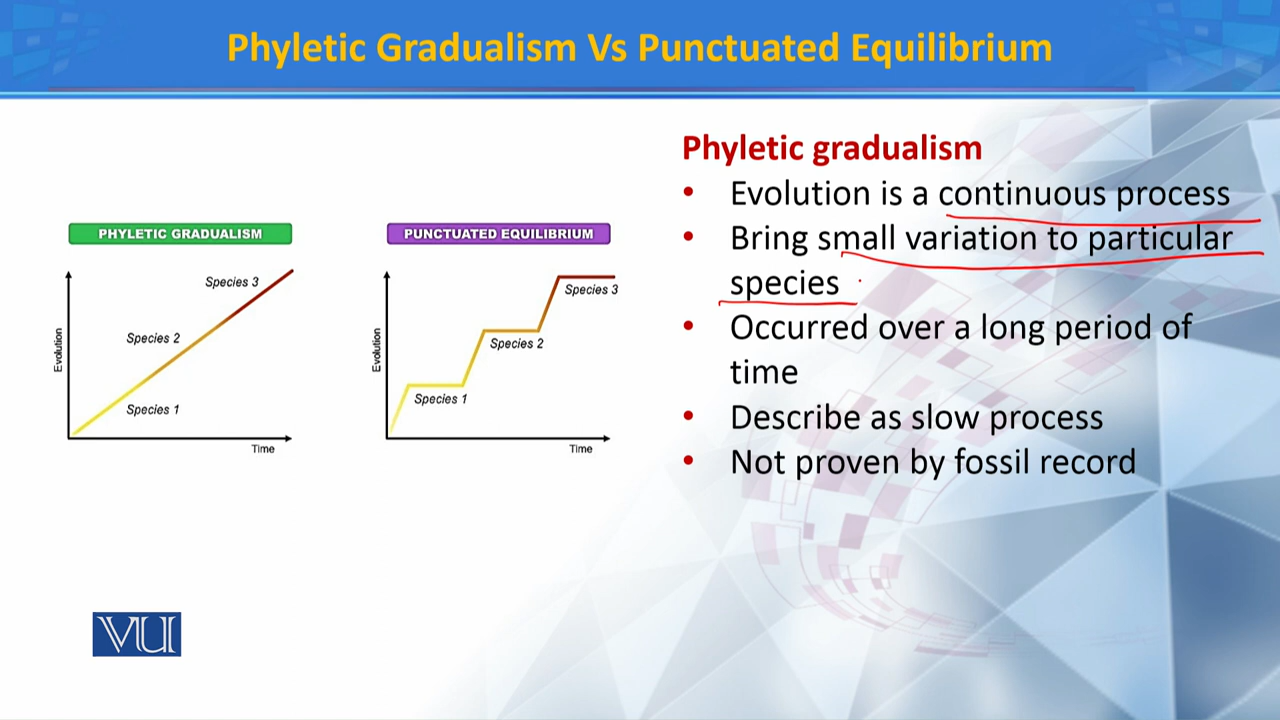 Phyletic Gradualism Vs Punctuated Equilibrium
PHYLETIC GRADUALISM
Species 3
Species 2
Species 1
Evolution
Time
PUNCTUATED EQUILIBRIUM
Species 3
Species 2
Species 1
Evolution
Time
Phyletic gradualism
• Evolution is a continuous process
• Bring small variation to particular
species
• Occurred over a long period of
time
• Describe as slow process
• Not proven by fossil record
VU